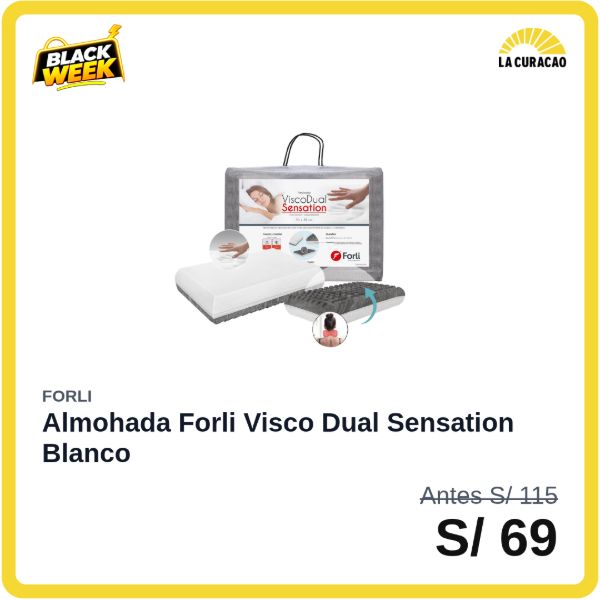 BLACK
WEEK
LA CURACAO
ViscoDual
Sensation
Forli
FORLI
Almohada Forli Visco Dual Sensation
Blanco
Antes S/ 115
S/ 69